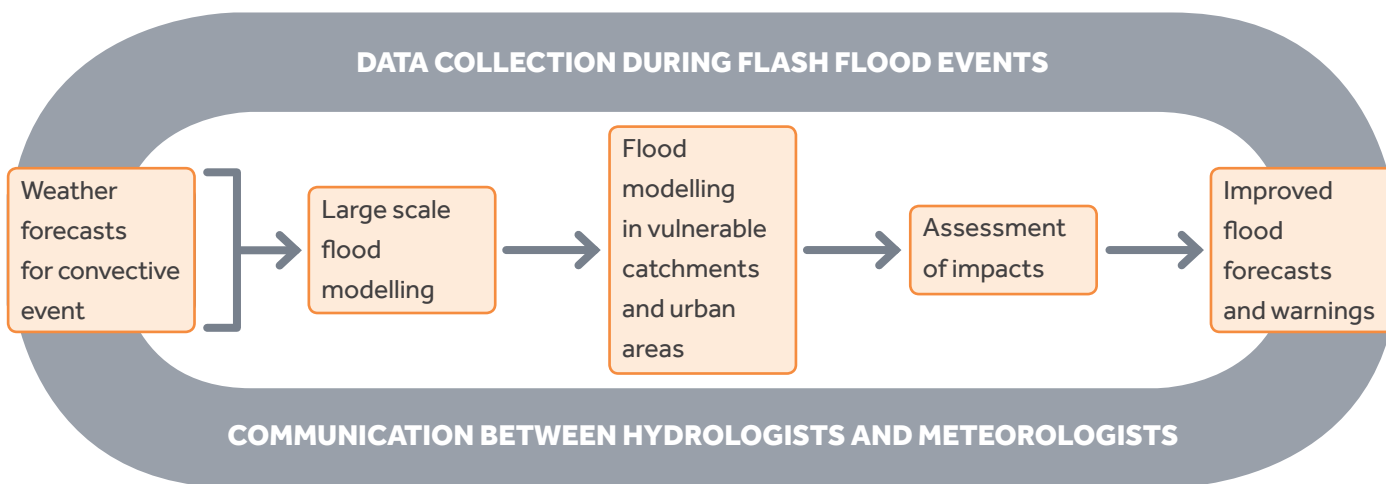 DATA COLLECTION DURING FLASH FLOOD EVENTS
Weather
forecasts
for convective
event
Large scale
flood
modelling
Flood
modelling
in vulnerable
catchments
and urban
areas
Assessment
of impacts
Improved
flood
forecasts
and warnings
COMMUNICATION BETWEEN HYDROLOGISTS AND METEOROLOGISTS